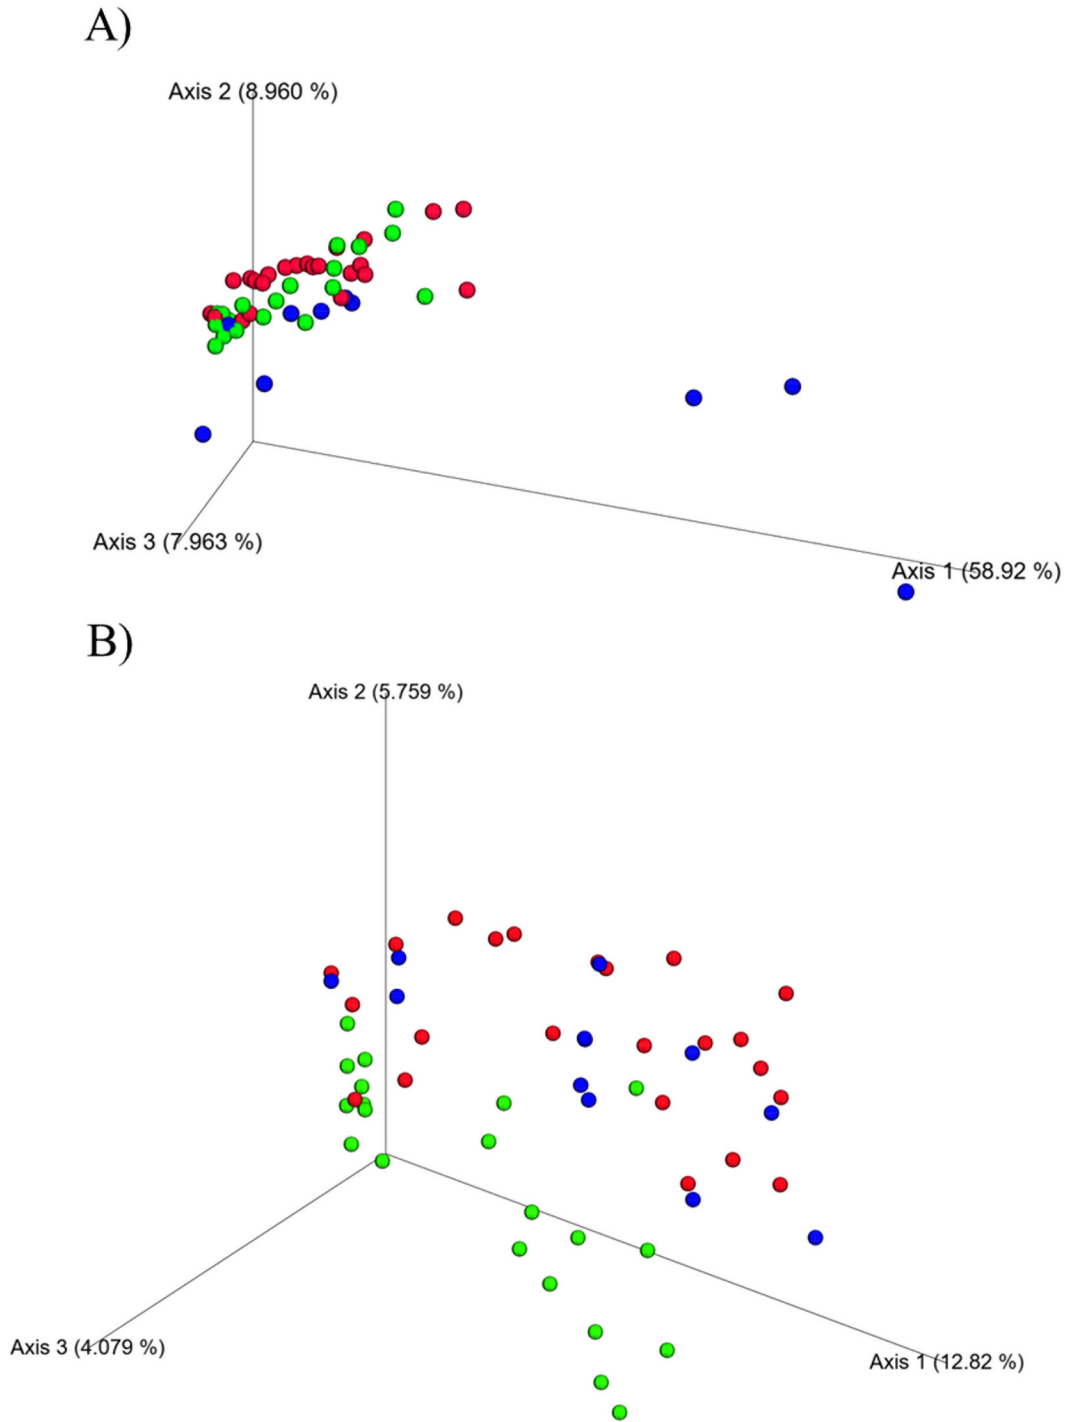 A)
Axis 2 (8.960 %)
Axis 3 (7.963 %)
Axis 1 (58.92 %)
B)
Axis 2 (5.759 %)
Axis 3 (4.079 %)
Axis 1 (12.82 %)